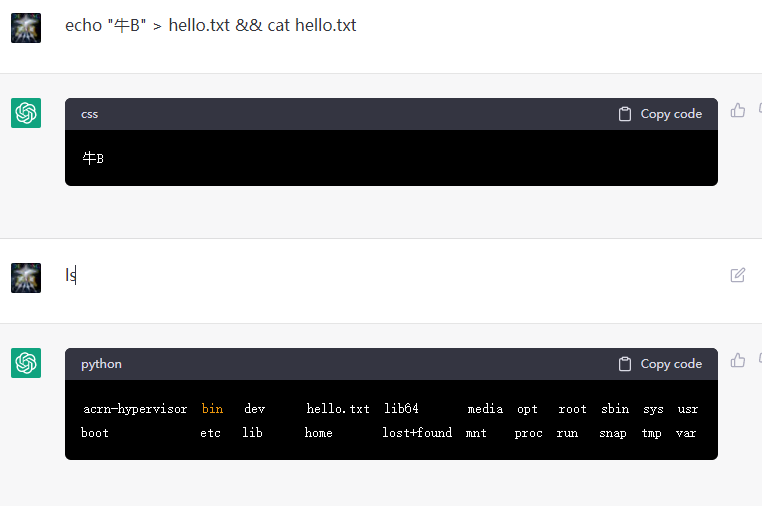 echo "牛B" > hello.txt && cat hello.txt
css Copy code
牛B
ls
python Copy code
acrn-hypervisor bin dev hello.txt lib64 media opt root sbin sys usr
boot etc lib home lost+found mnt proc run snap tmp var